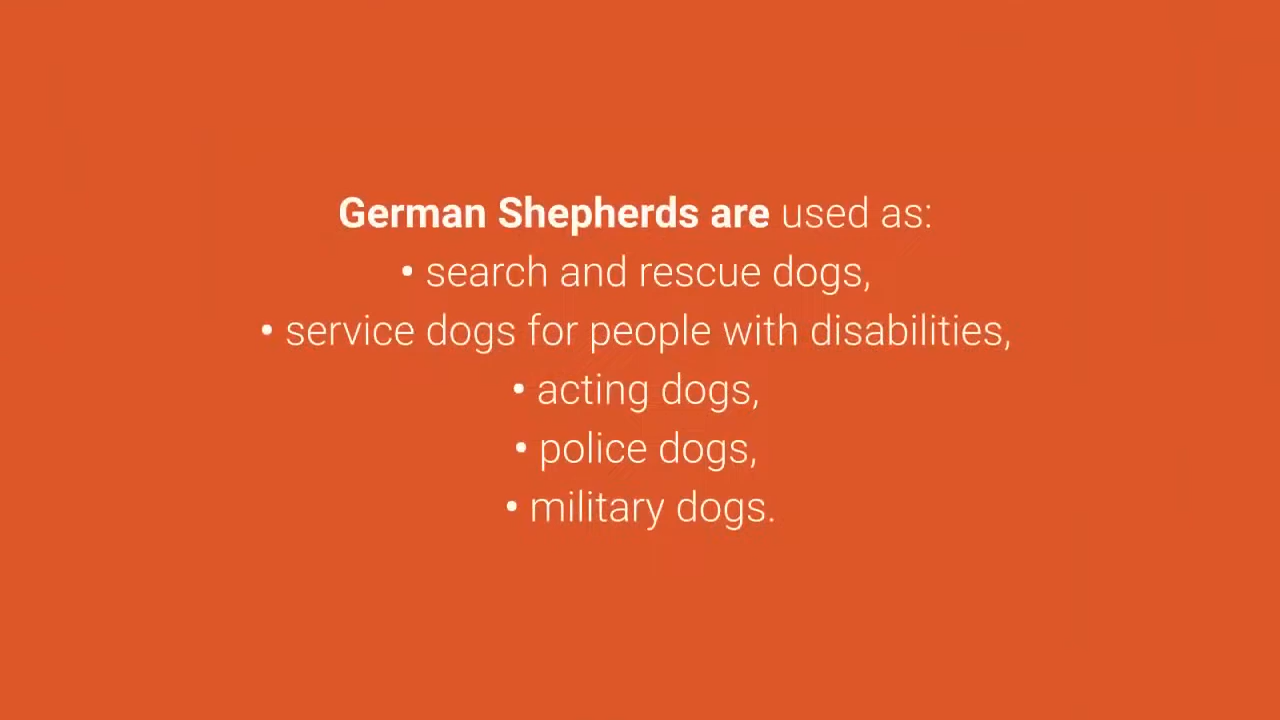 German Shepherds are used as:
• search and rescue dogs,
• service dogs for people with disabilities,
• acting dogs,
• police dogs,
• military dogs.